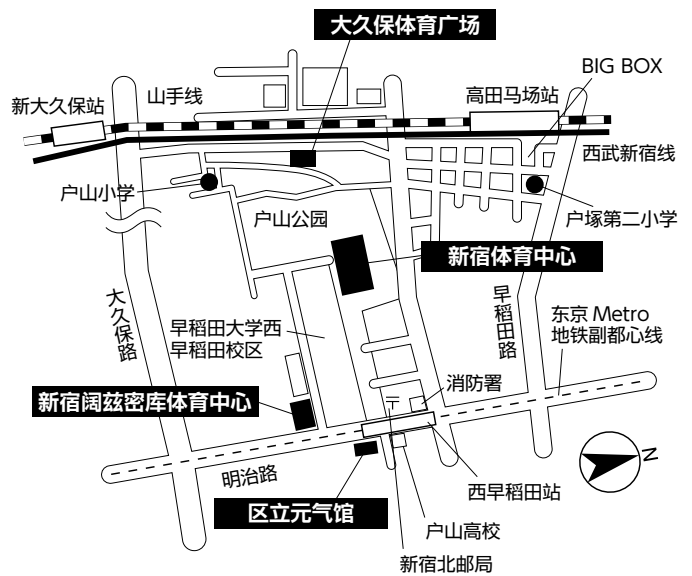 大久保体育广场
BIG BOX
新大久保站
山手线
高田马场站
西武新宿线
户山小学
户山公园
户塚第二小学
新宿体育中心
大久保路
早稻田路
早稻田大学西
早稻田校区
东京 Metro
地铁副都心线
消防署
新宿阔兹密库体育中心
〒
N
明治路
西早稻田站
区立元气馆
户山高校
新宿北邮局